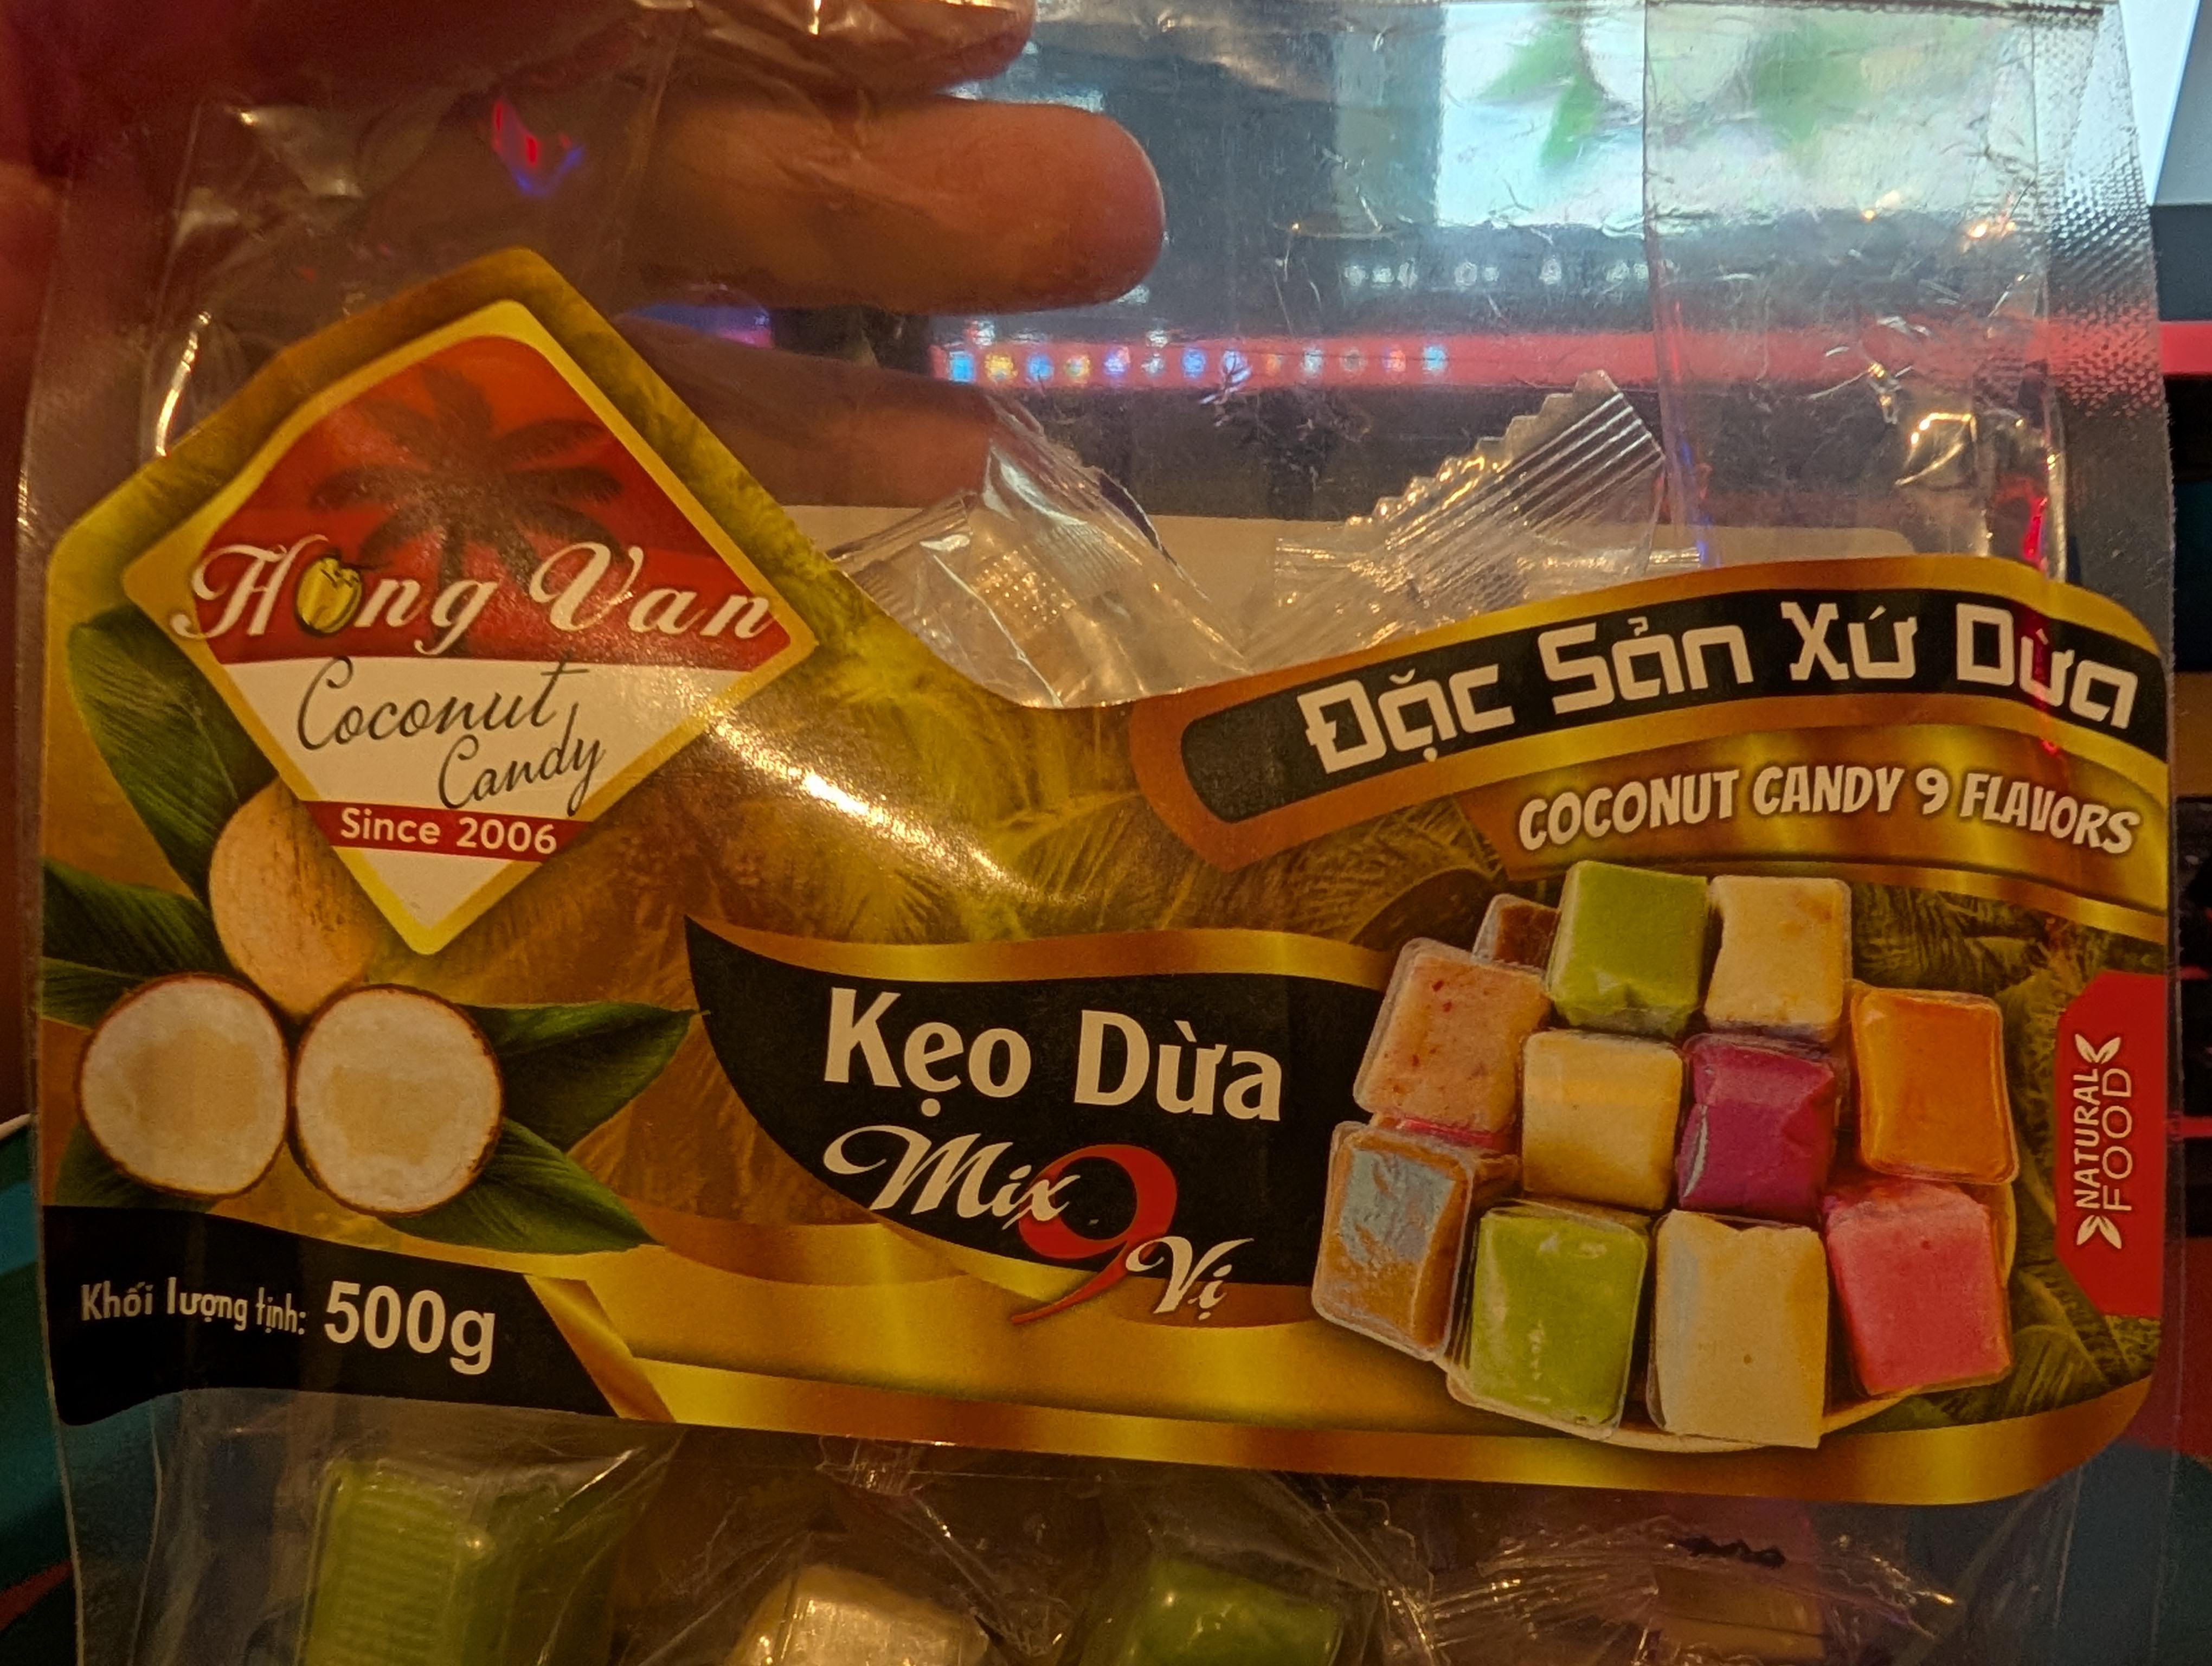 Hong Van
Coconut
Candy
Since 2006
Đặc Sản Xứ Dừa
COCONUT CANDY 9 FLAVORS
Kẹo Dừa
Mix 9 Vị
NATURAL
FOOD
Khối lượng tịnh: 500g